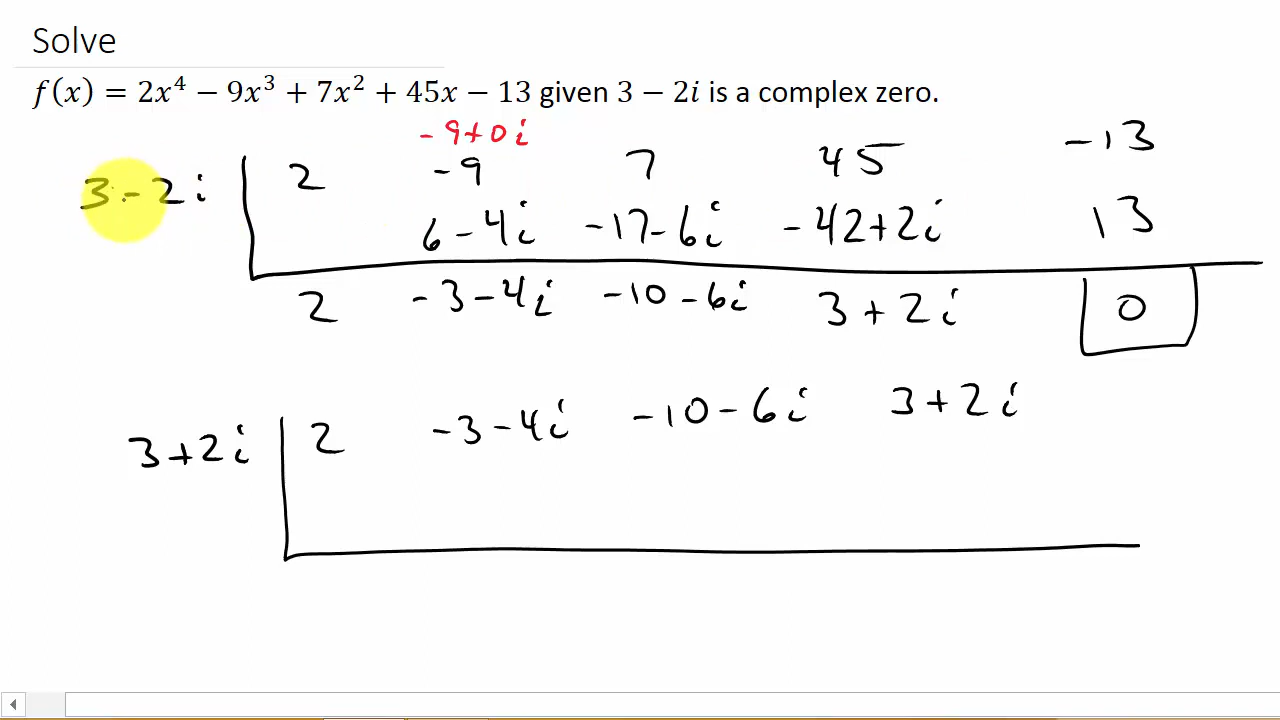 Solve
f(x) = 2x⁴ − 9x³ + 7x² + 45x − 13 given 3 − 2i is a complex zero.
-9+0i
3-2i 2 -9 7 45 -13
6-4i -17-6i -42+2i 13
2 -3-4i -10-6i 3+2i 0
3+2i 2 -3-4i -10-6i 3+2i